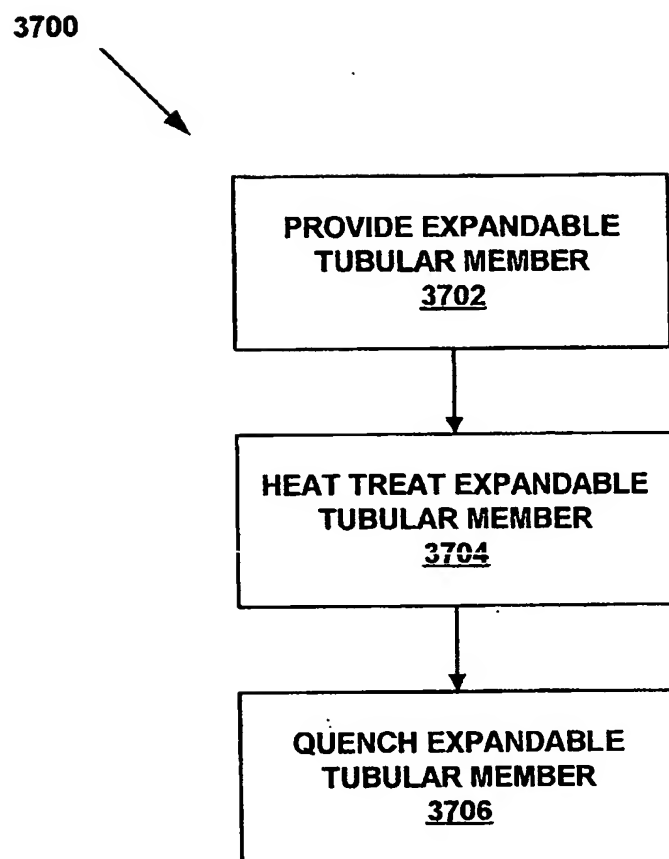 3700
PROVIDE EXPANDABLE
TUBULAR MEMBER
3702
HEAT TREAT EXPANDABLE
TUBULAR MEMBER
3704
QUENCH EXPANDABLE
TUBULAR MEMBER
3706